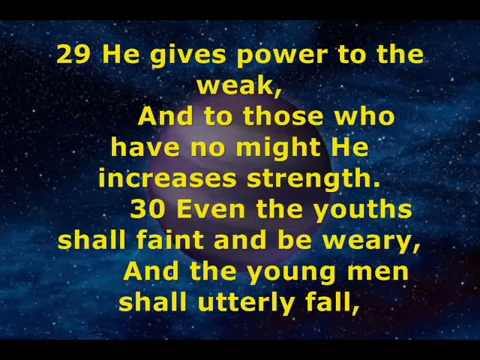 29 He gives power to the
weak,
And to those who
have no might He
increases strength.
30 Even the youths
shall faint and be weary,
And the young men
shall utterly fall,